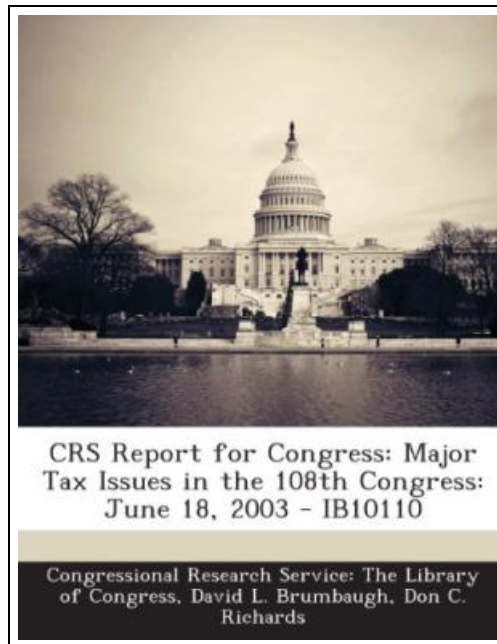 CRS Report for Congress: Major
Tax Issues in the 108th Congress:
June 18, 2003 - IB10110
Congressional Research Service: The Library
of Congress, David L. Brumbaugh, Don C.
Richards